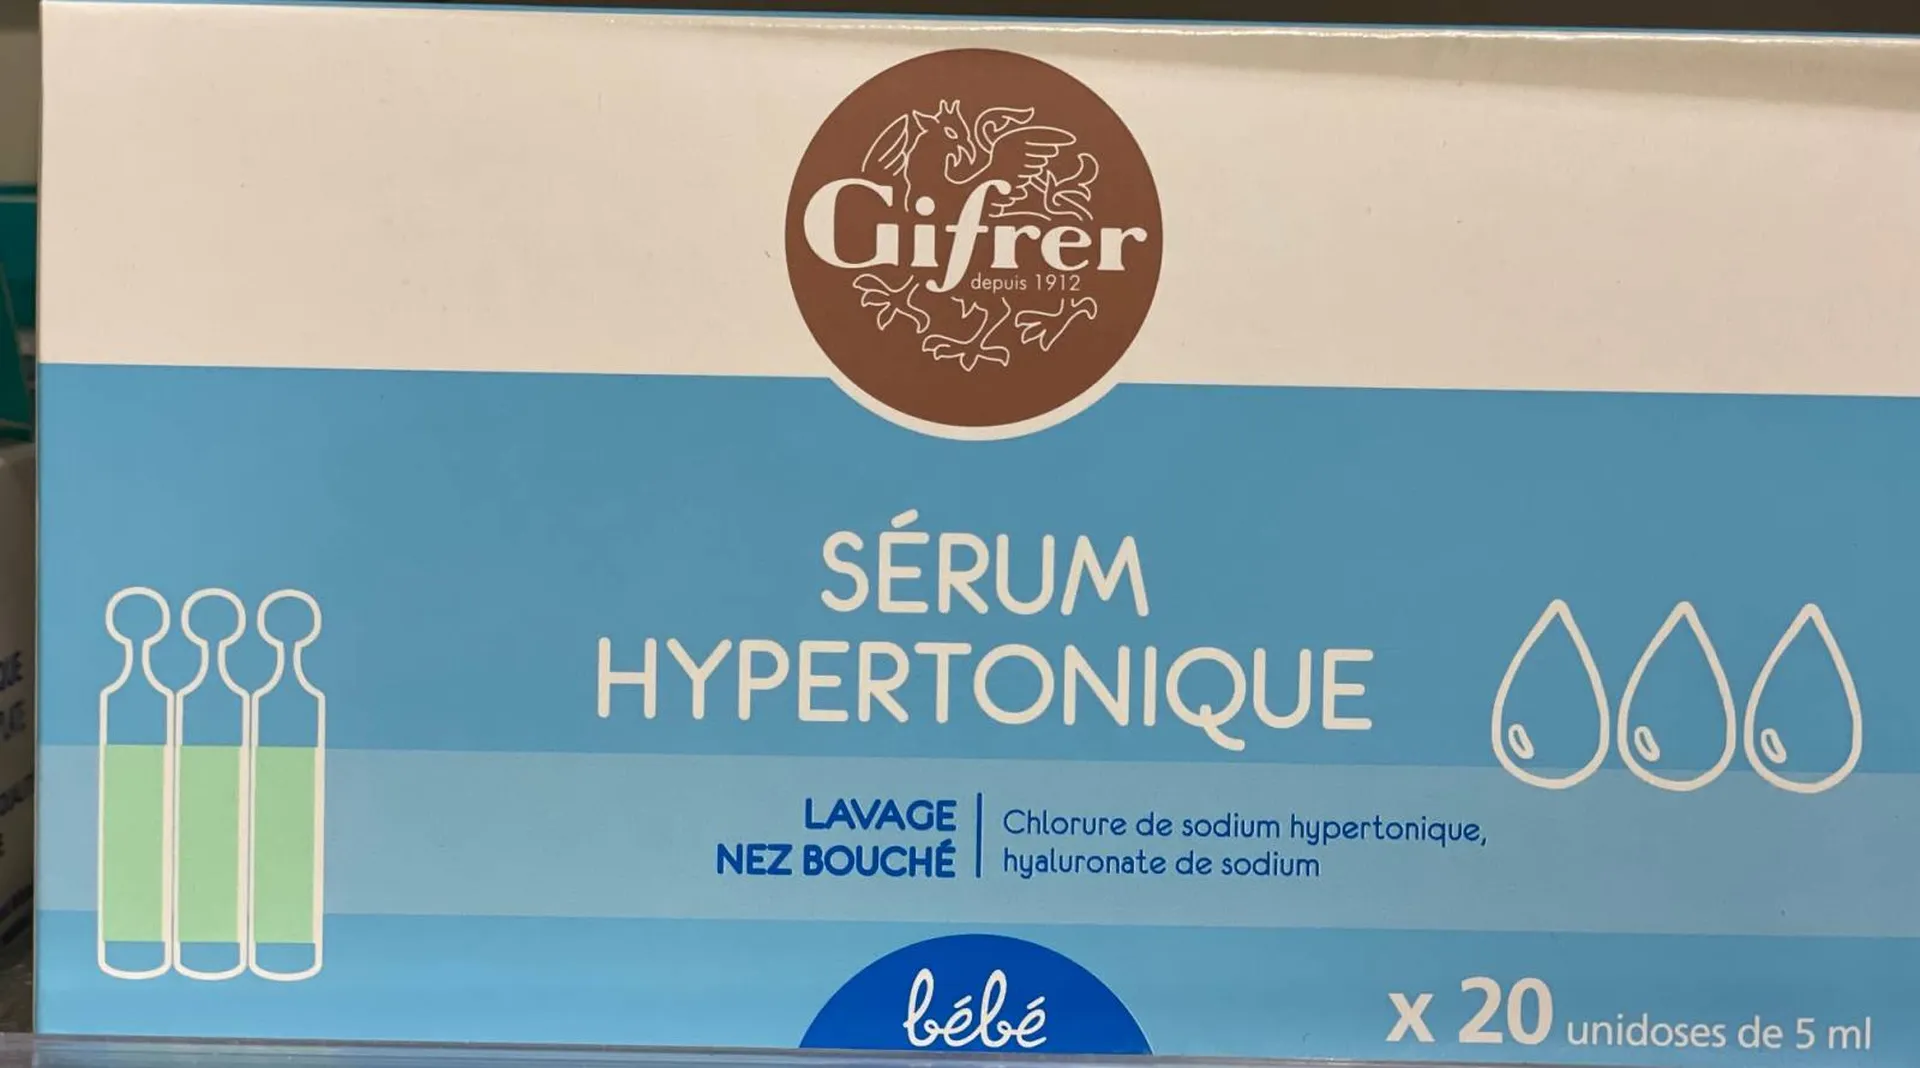 Gifrer
depuis 1912
SÉRUM
HYPERTONIQUE
LAVAGE
NEZ BOUCHÉ
Chlorure de sodium hypertonique,
hyaluronate de sodium
bébé
x 20 unidoses de 5 ml